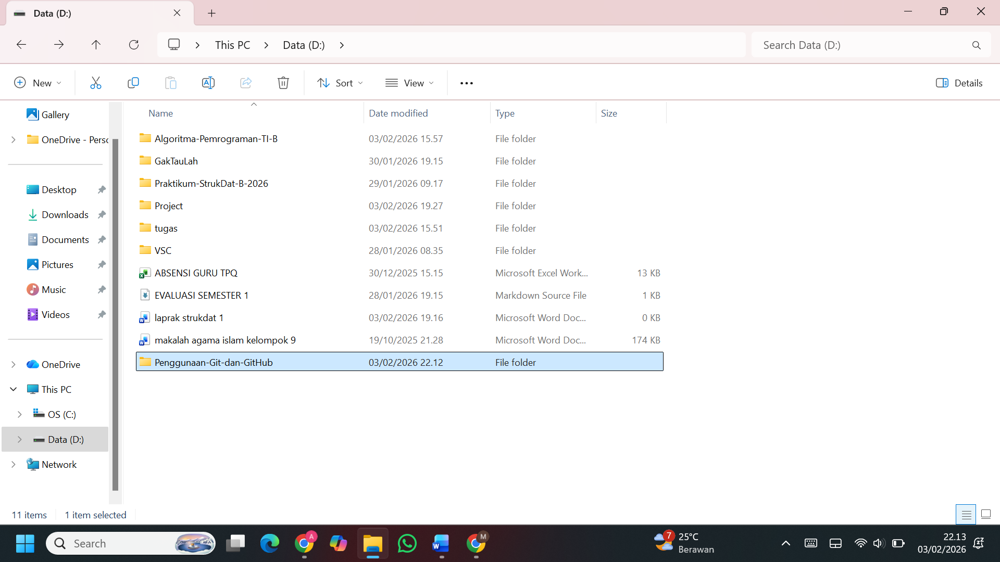 Data (D:)
This PC
Data (D:)
Search Data (D:)
New
Sort
View
Details
Gallery
OneDrive - Perso
Desktop
Downloads
Documents
Pictures
Music
Videos
OneDrive
This PC
OS (C:)
Data (D:)
Network
Name Date modified Type Size
Algoritma-Pemrograman-TI-B 03/02/2026 15.57 File folder
GakTauLah 30/01/2026 19.15 File folder
Praktikum-StrukDat-B-2026 29/01/2026 09.17 File folder
Project 03/02/2026 19.27 File folder
tugas 03/02/2026 15.51 File folder
VSC 28/01/2026 08.35 File folder
ABSENSI GURU TPQ 30/12/2025 15.15 Microsoft Excel Work... 13 KB
EVALUASI SEMESTER 1 28/01/2026 19.15 Markdown Source File 1 KB
laprak strukdat 1 03/02/2026 19.16 Microsoft Word Doc... 0 KB
makalah agama islam kelompok 9 19/10/2025 21.28 Microsoft Word Doc... 174 KB
Penggunaan-Git-dan-GitHub 03/02/2026 22.12 File folder
11 items 1 item selected
Search
A
M
7
25°C
Berawan
22.13
03/02/2026